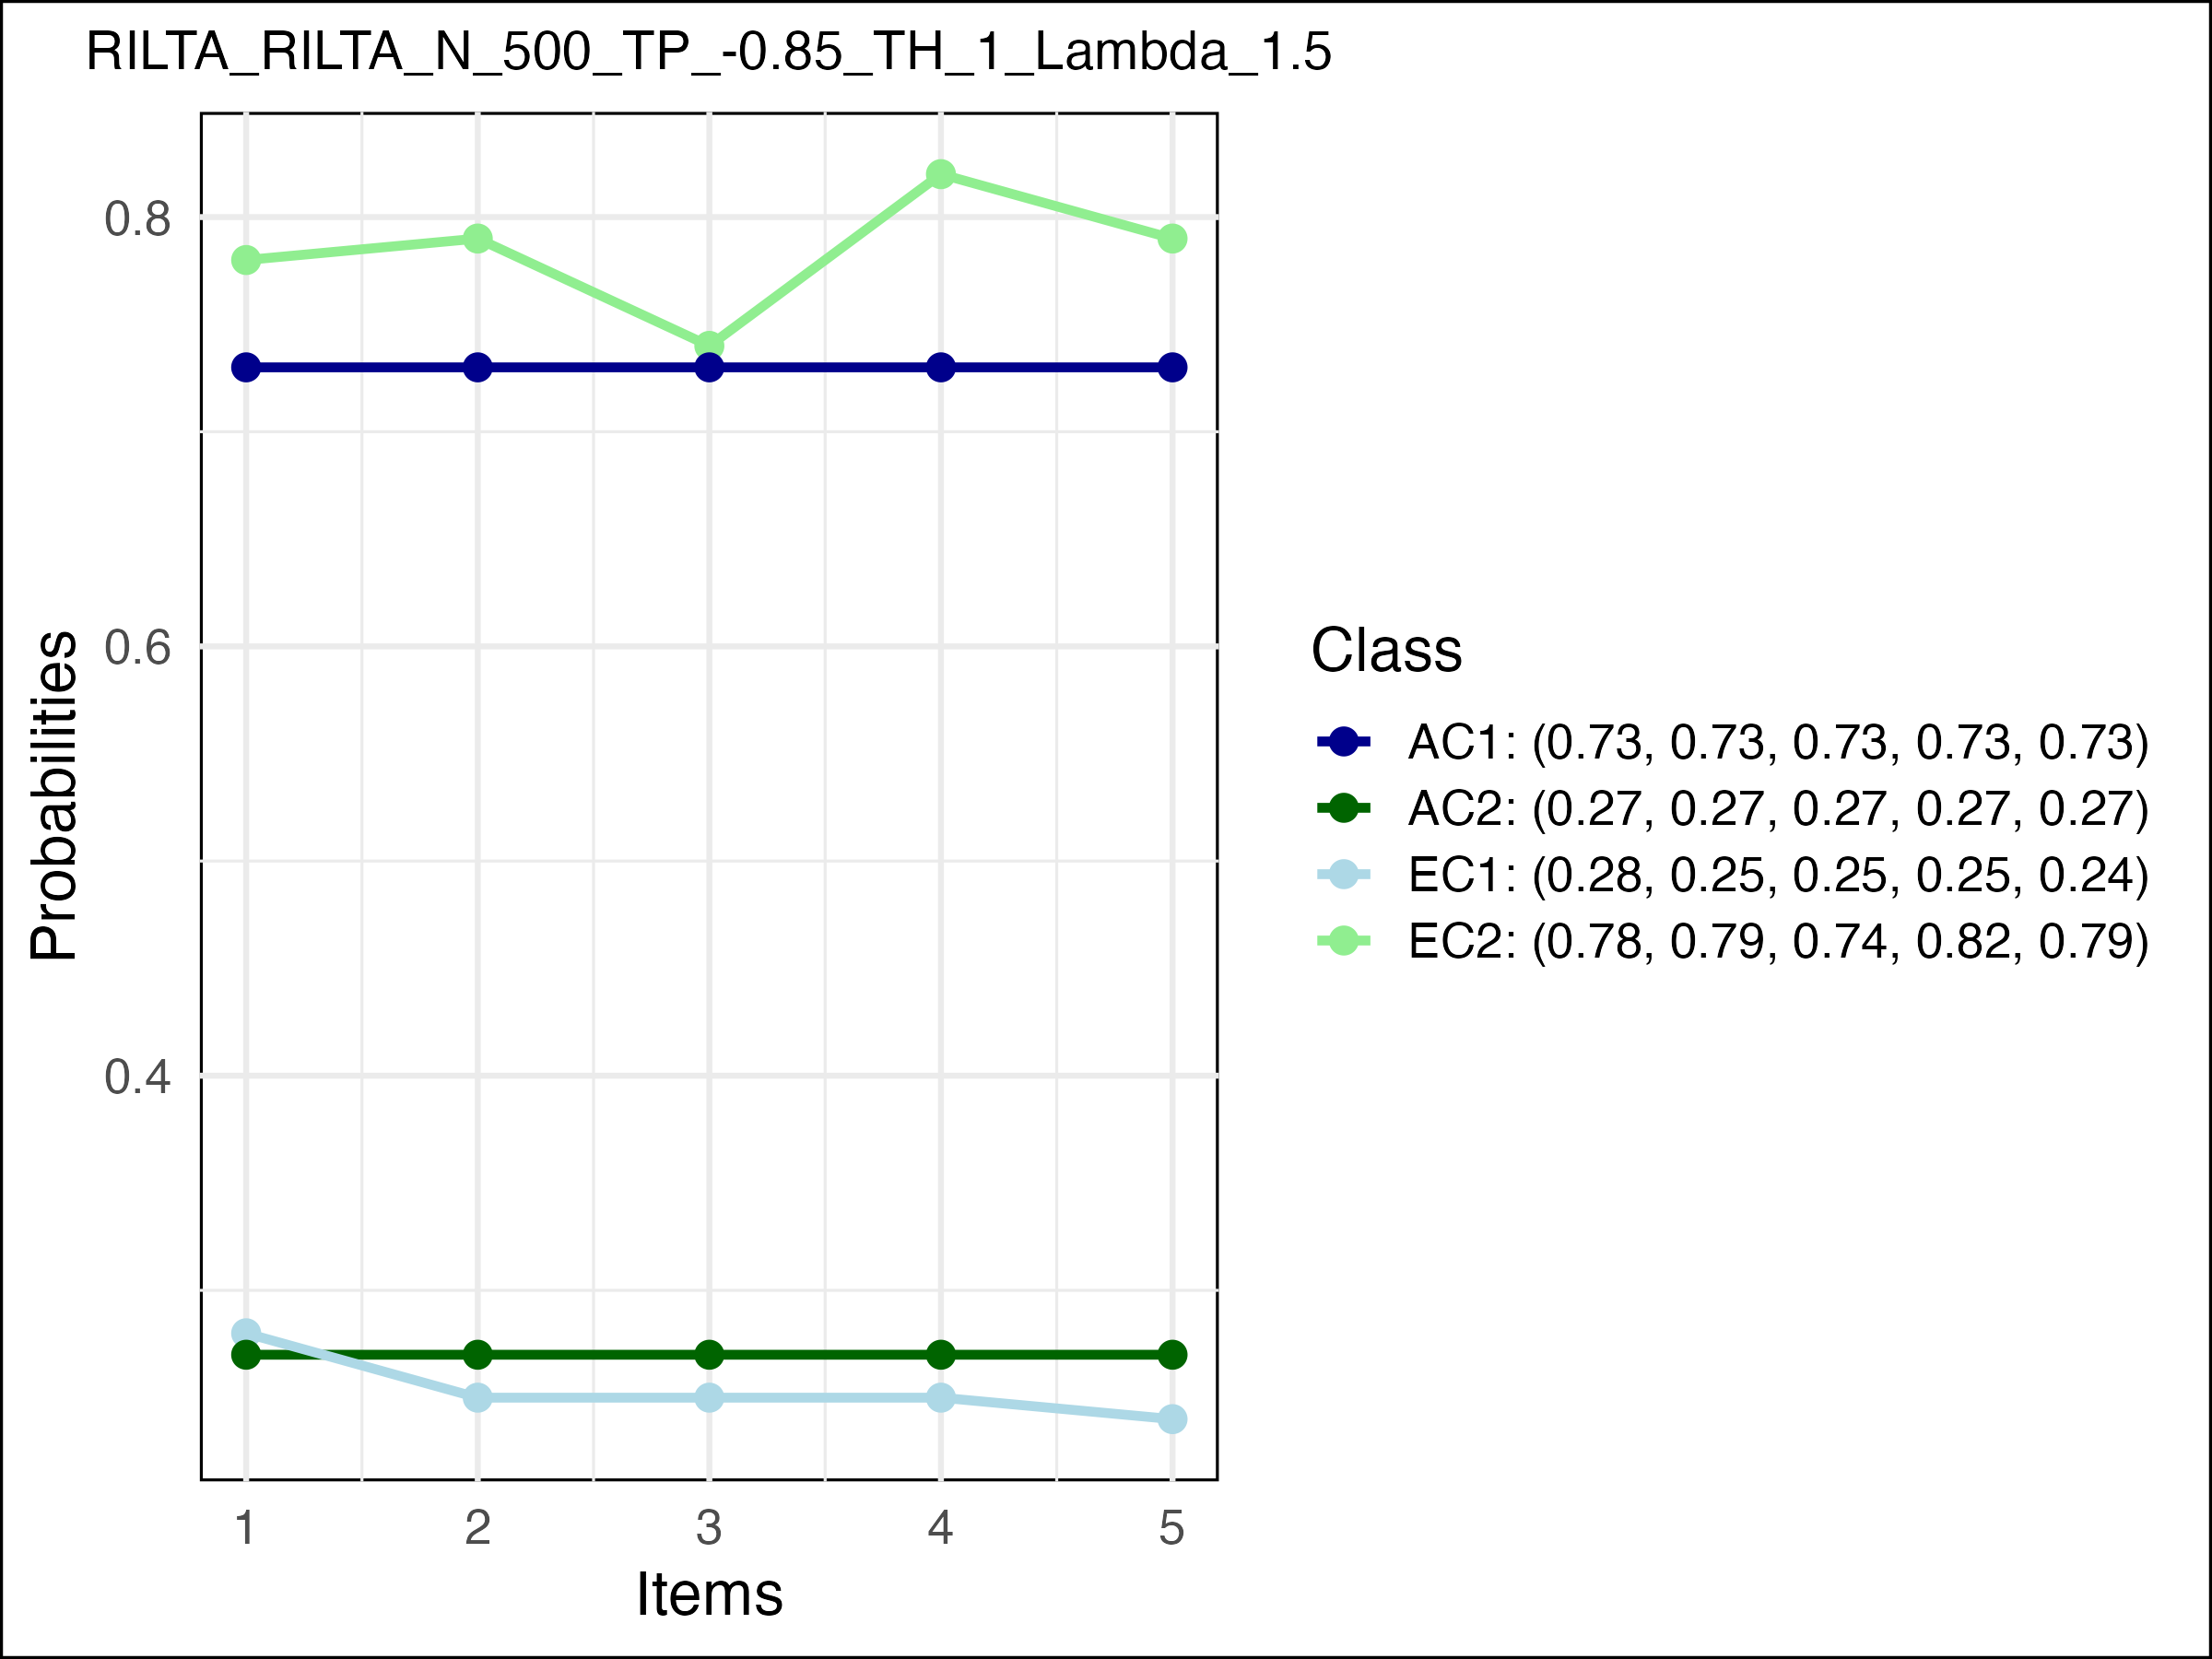 RILTA_RILTA_N_500_TP_-0.85_TH_1_Lambda_1.5
0.8
0.6
0.4
Probabilities
1 2 3 4 5
Items
Class
AC1: (0.73, 0.73, 0.73, 0.73, 0.73)
AC2: (0.27, 0.27, 0.27, 0.27, 0.27)
EC1: (0.28, 0.25, 0.25, 0.25, 0.24)
EC2: (0.78, 0.79, 0.74, 0.82, 0.79)